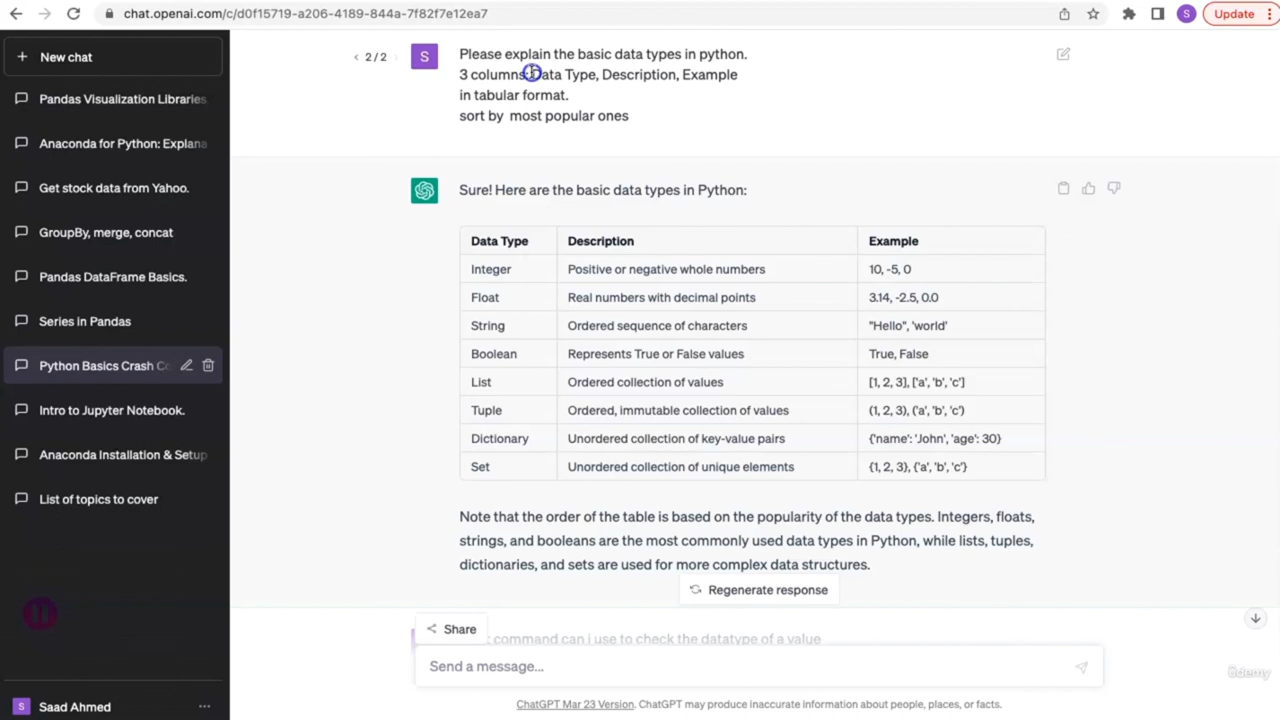 chat.openai.com/c/d0f15719-a206-4189-844a-7f82f7e12ea7
S
Update
New chat
Pandas Visualization Libraries
Anaconda for Python: Explana
Get stock data from Yahoo.
GroupBy, merge, concat
Pandas DataFrame Basics.
Series in Pandas
Python Basics Crash C
Intro to Jupyter Notebook.
Anaconda Installation & Setup
List of topics to cover
S Saad Ahmed
2/2
S
Please explain the basic data types in python.
3 columns: Data Type, Description, Example
in tabular format.
sort by most popular ones
Sure! Here are the basic data types in Python:
Data Type Description Example
Integer Positive or negative whole numbers 10, -5, 0
Float Real numbers with decimal points 3.14, -2.5, 0.0
String Ordered sequence of characters "Hello", 'world'
Boolean Represents True or False values True, False
List Ordered collection of values [1, 2, 3], ['a', 'b', 'c']
Tuple Ordered, immutable collection of values (1, 2, 3), ('a', 'b', 'c')
Dictionary Unordered collection of key-value pairs {'name': 'John', 'age': 30}
Set Unordered collection of unique elements {1, 2, 3}, {'a', 'b', 'c'}
Note that the order of the table is based on the popularity of the data types. Integers, floats,
strings, and booleans are the most commonly used data types in Python, while lists, tuples,
dictionaries, and sets are used for more complex data structures.
Regenerate response
Share
command can i use to check the datatype of a value
Send a message...
ChatGPT Mar 23 Version. ChatGPT may produce inaccurate information about people, places, or facts.
ûdemy